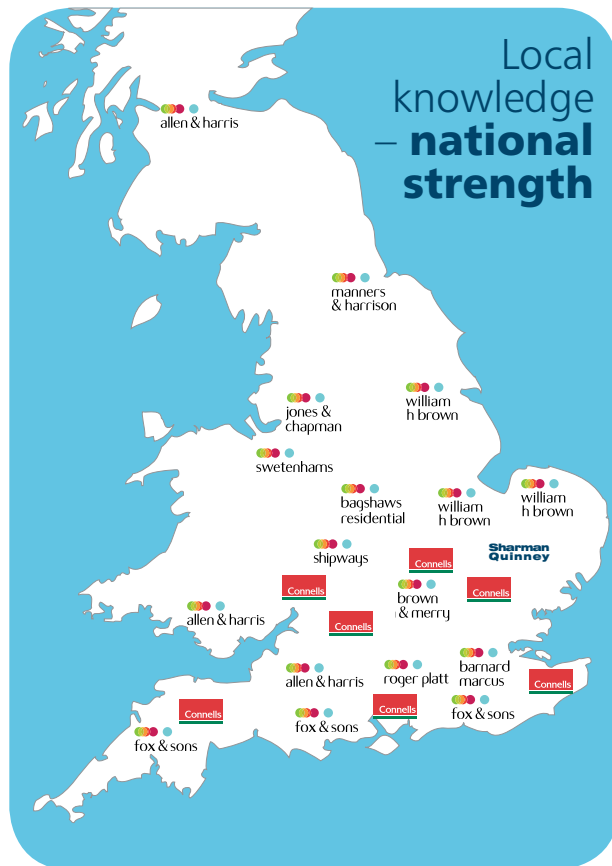 Local
knowledge
– national
strength
allen & harris
manners
& harrison
william
h brown
jones &
chapman
swetenhams
bagshaws
residential
william
h brown
william
h brown
shipways
Sharman
Quinney
Connells
Connells
Connells
brown
& merry
allen & harris
Connells
allen & harris
roger platt
barnard
marcus
Connells
Connells
Connells
fox & sons
fox & sons
fox & sons